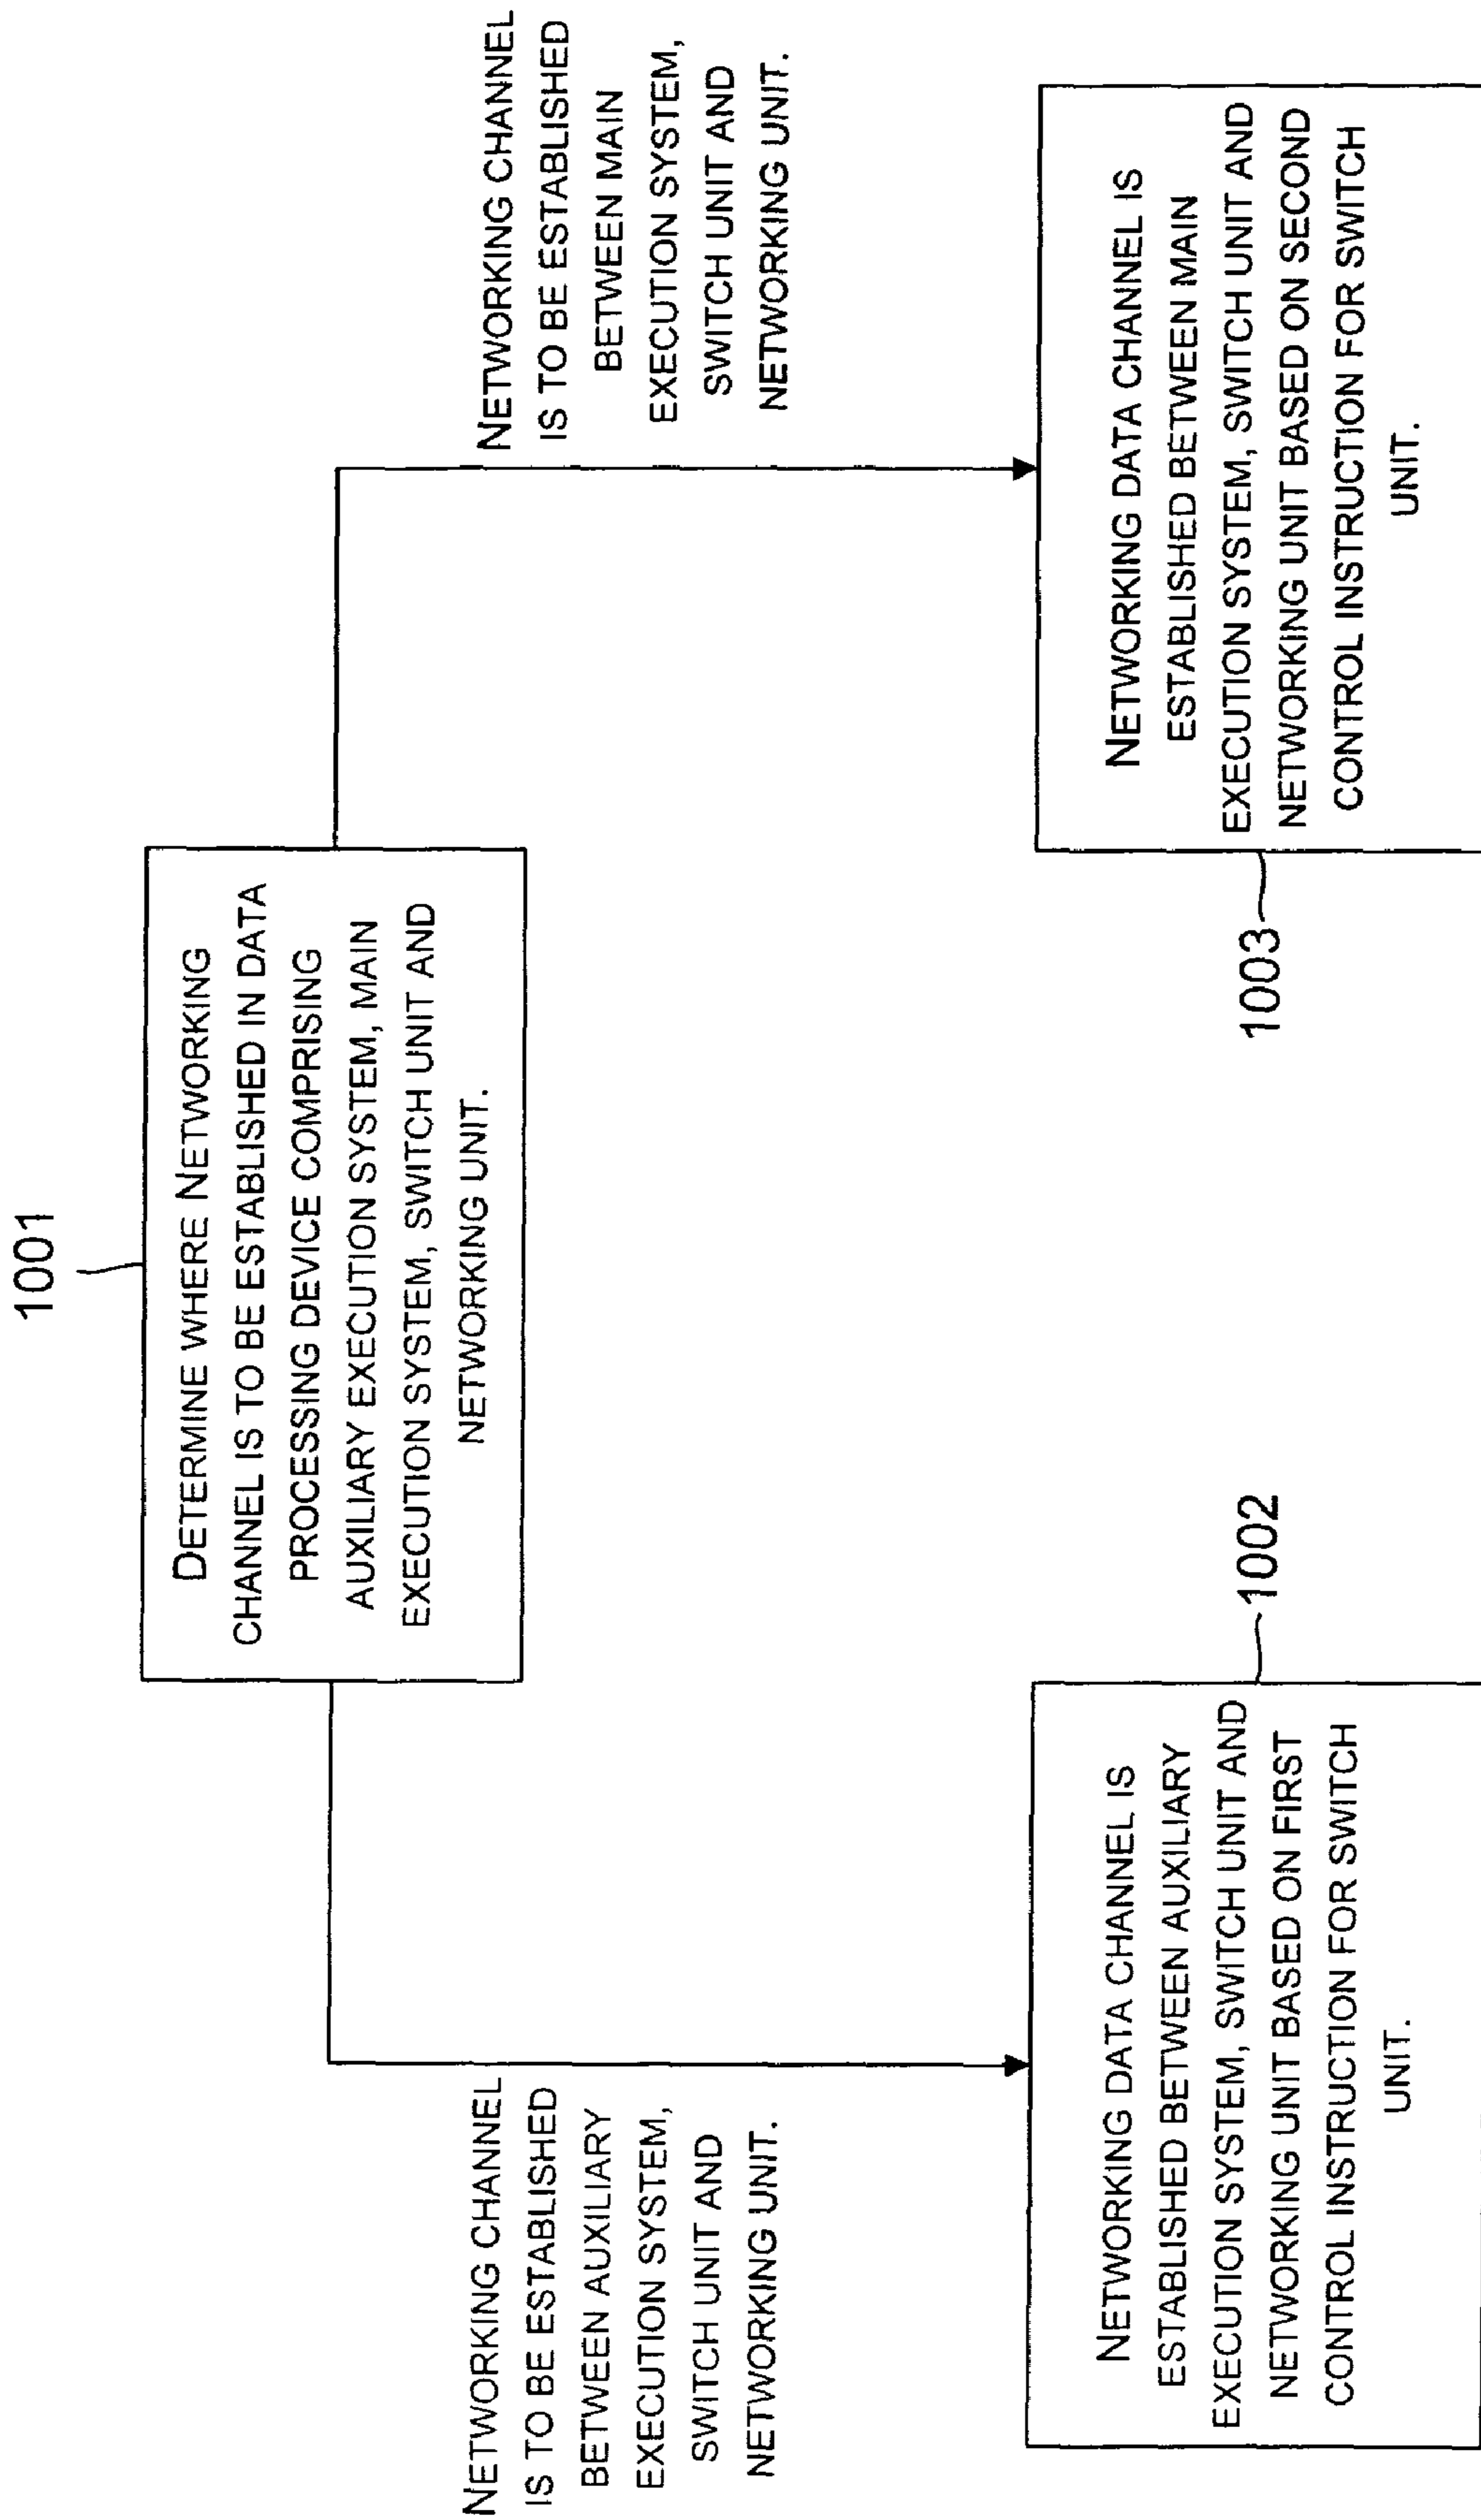 1001
DETERMINE WHERE NETWORKING
CHANNEL IS TO BE ESTABLISHED IN DATA
PROCESSING DEVICE COMPRISING
AUXILIARY EXECUTION SYSTEM, MAIN
EXECUTION SYSTEM, SWITCH UNIT AND
NETWORKING UNIT.
NETWORKING CHANNEL
IS TO BE ESTABLISHED
BETWEEN AUXILIARY
EXECUTION SYSTEM,
SWITCH UNIT AND
NETWORKING UNIT.
NETWORKING CHANNEL
IS TO BE ESTABLISHED
BETWEEN MAIN
EXECUTION SYSTEM,
SWITCH UNIT AND
NETWORKING UNIT.
NETWORKING DATA CHANNEL IS
ESTABLISHED BETWEEN AUXILIARY
EXECUTION SYSTEM, SWITCH UNIT AND
NETWORKING UNIT BASED ON FIRST
CONTROL INSTRUCTION FOR SWITCH
UNIT.
1002
1003
NETWORKING DATA CHANNEL IS
ESTABLISHED BETWEEN MAIN
EXECUTION SYSTEM, SWITCH UNIT AND
NETWORKING UNIT BASED ON SECOND
CONTROL INSTRUCTION FOR SWITCH
UNIT.